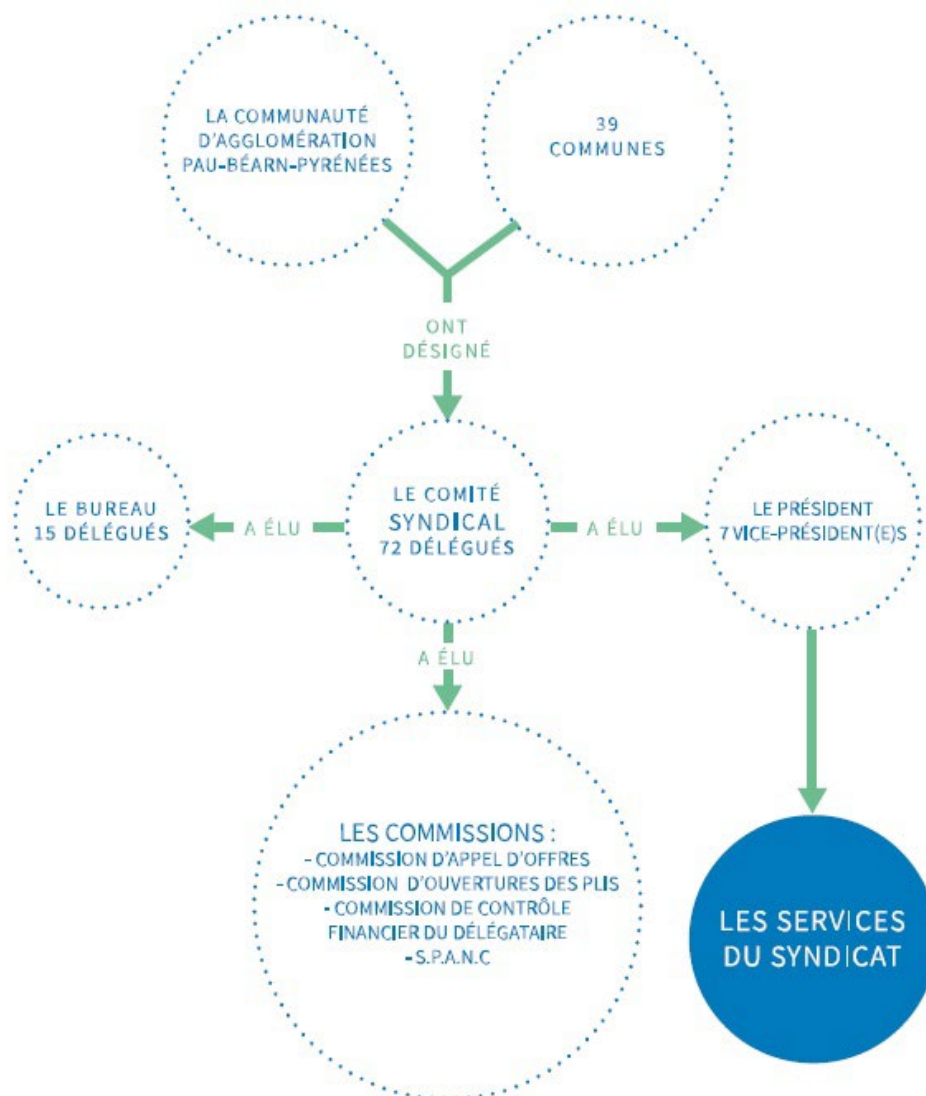 LA COMMUNAUTÉ
D'AGGLOMÉRATION
PAU-BÉARN-PYRÉNÉES
39
COMMUNES
ONT
DÉSIGNÉ
LE BUREAU
15 DÉLÉGUÉS
A ÉLU
LE COMITÉ
SYNDICAL
72 DÉLÉGUÉS
A ÉLU
LE PRÉSIDENT
7 VICE-PRÉSIDENT(E)S
A ÉLU
LES COMMISSIONS :
- COMMISSION D'APPEL D'OFFRES
- COMMISSION D'OUVERTURES DES PLIS
- COMMISSION DE CONTRÔLE
FINANCIER DU DÉLÉGATAIRE
- S.P.A.N.C
LES SERVICES
DU SYNDICAT